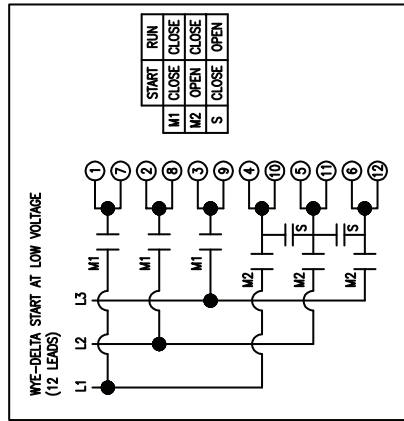 WYE-DELTA START AT LOW VOLTAGE
(12 LEADS)
L1 L2 L3
M1
1
7
M1
2
8
M1
3
9
M2
4
10
S
M2
5
11
S
M2
6
12
START RUN
M1 CLOSE CLOSE
M2 OPEN CLOSE
S CLOSE OPEN